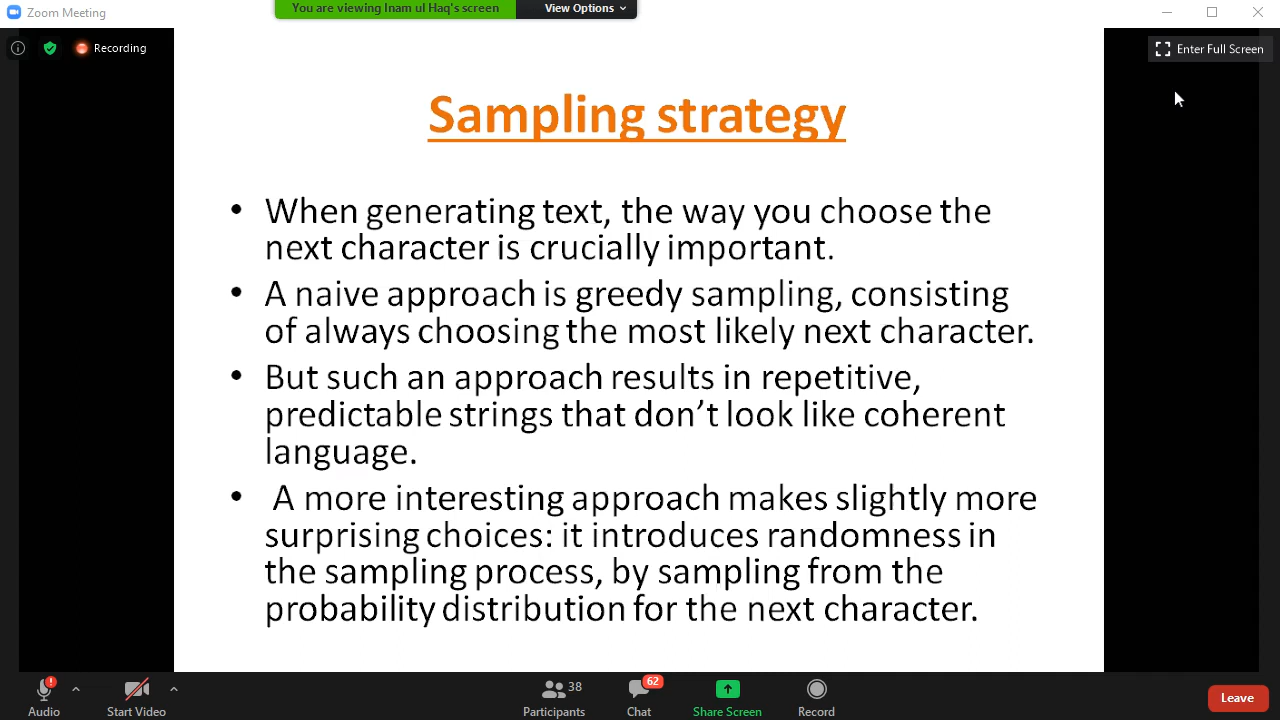 Zoom Meeting
You are viewing Inam ul Haq's screen
View Options
Recording
Enter Full Screen
Sampling strategy
• When generating text, the way you choose the
next character is crucially important.
• A naive approach is greedy sampling, consisting
of always choosing the most likely next character.
• But such an approach results in repetitive,
predictable strings that don’t look like coherent
language.
• A more interesting approach makes slightly more
surprising choices: it introduces randomness in
the sampling process, by sampling from the
probability distribution for the next character.
38
62
Audio
Start Video
Participants
Chat
Share Screen
Record
Leave